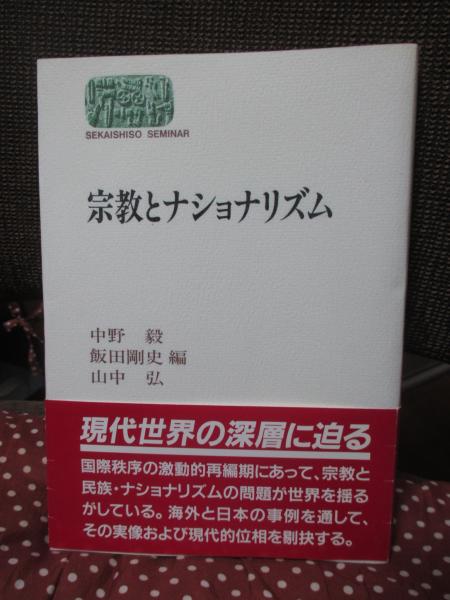 SEKAISHISO SEMINAR
宗教とナショナリズム
中野　毅
飯田剛史 編
山中　弘
現代世界の深層に迫る
国際秩序の激動的再編期にあって、宗教と
民族・ナショナリズムの問題が世界を揺る
がしている。海外と日本の事例を通して、
その実像および現代的位相を剔抉する。